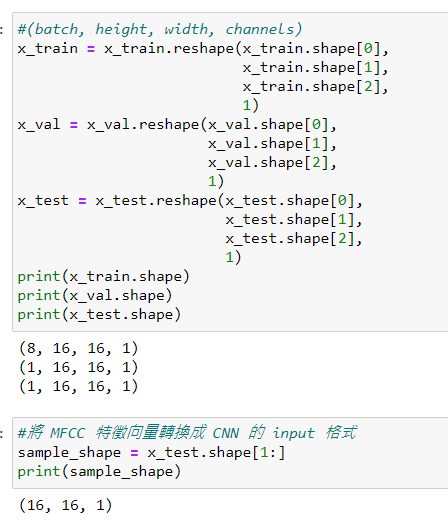 #(batch, height, width, channels)
x_train = x_train.reshape(x_train.shape[0],
x_train.shape[1],
x_train.shape[2],
1)
x_val = x_val.reshape(x_val.shape[0],
x_val.shape[1],
x_val.shape[2],
1)
x_test = x_test.reshape(x_test.shape[0],
x_test.shape[1],
x_test.shape[2],
1)
print(x_train.shape)
print(x_val.shape)
print(x_test.shape)
(8, 16, 16, 1)
(1, 16, 16, 1)
(1, 16, 16, 1)
#將 MFCC 特徵向量轉換成 CNN 的 input 格式
sample_shape = x_test.shape[1:]
print(sample_shape)
(16, 16, 1)